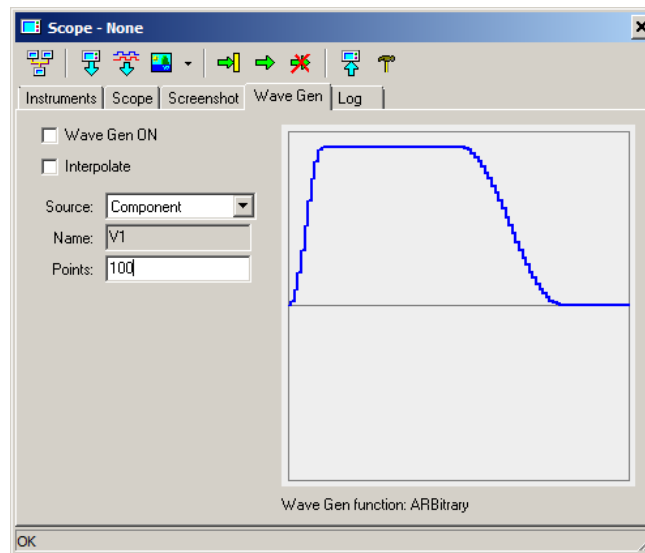 Scope - None
Instruments Scope Screenshot Wave Gen Log
Wave Gen ON
Interpolate
Source: Component
Name: V1
Points: 100
Wave Gen function: ARBitrary
OK